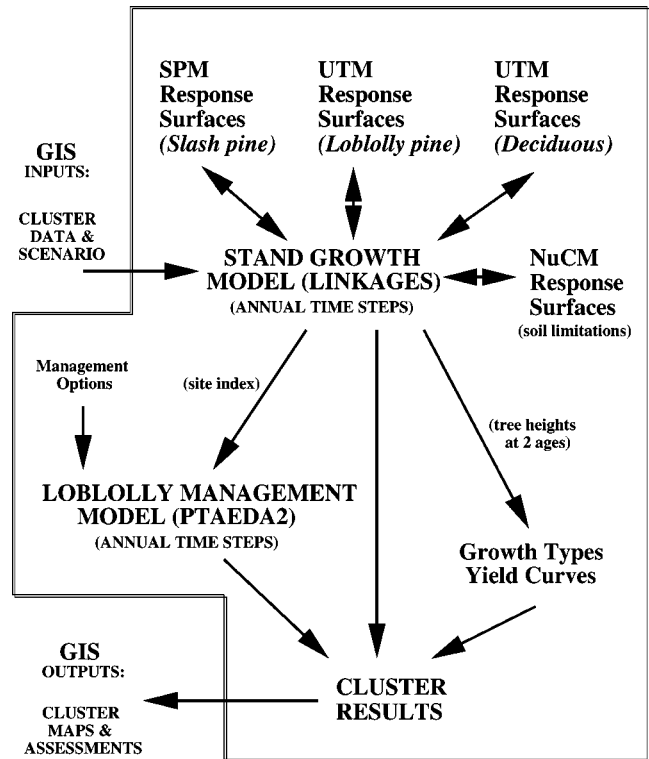 SPM
Response
Surfaces
(Slash pine)
UTM
Response
Surfaces
(Loblolly pine)
UTM
Response
Surfaces
(Deciduous)
GIS
INPUTS:
CLUSTER
DATA &
SCENARIO
STAND GROWTH
MODEL (LINKAGES)
(ANNUAL TIME STEPS)
NuCM
Response
Surfaces
(soil limitations)
Management
Options
(site index)
(tree heights
at 2 ages)
LOBLOLLY MANAGEMENT
MODEL (PTAEDA2)
(ANNUAL TIME STEPS)
Growth Types
Yield Curves
GIS
OUTPUTS:
CLUSTER
MAPS &
ASSESSMENTS
CLUSTER
RESULTS